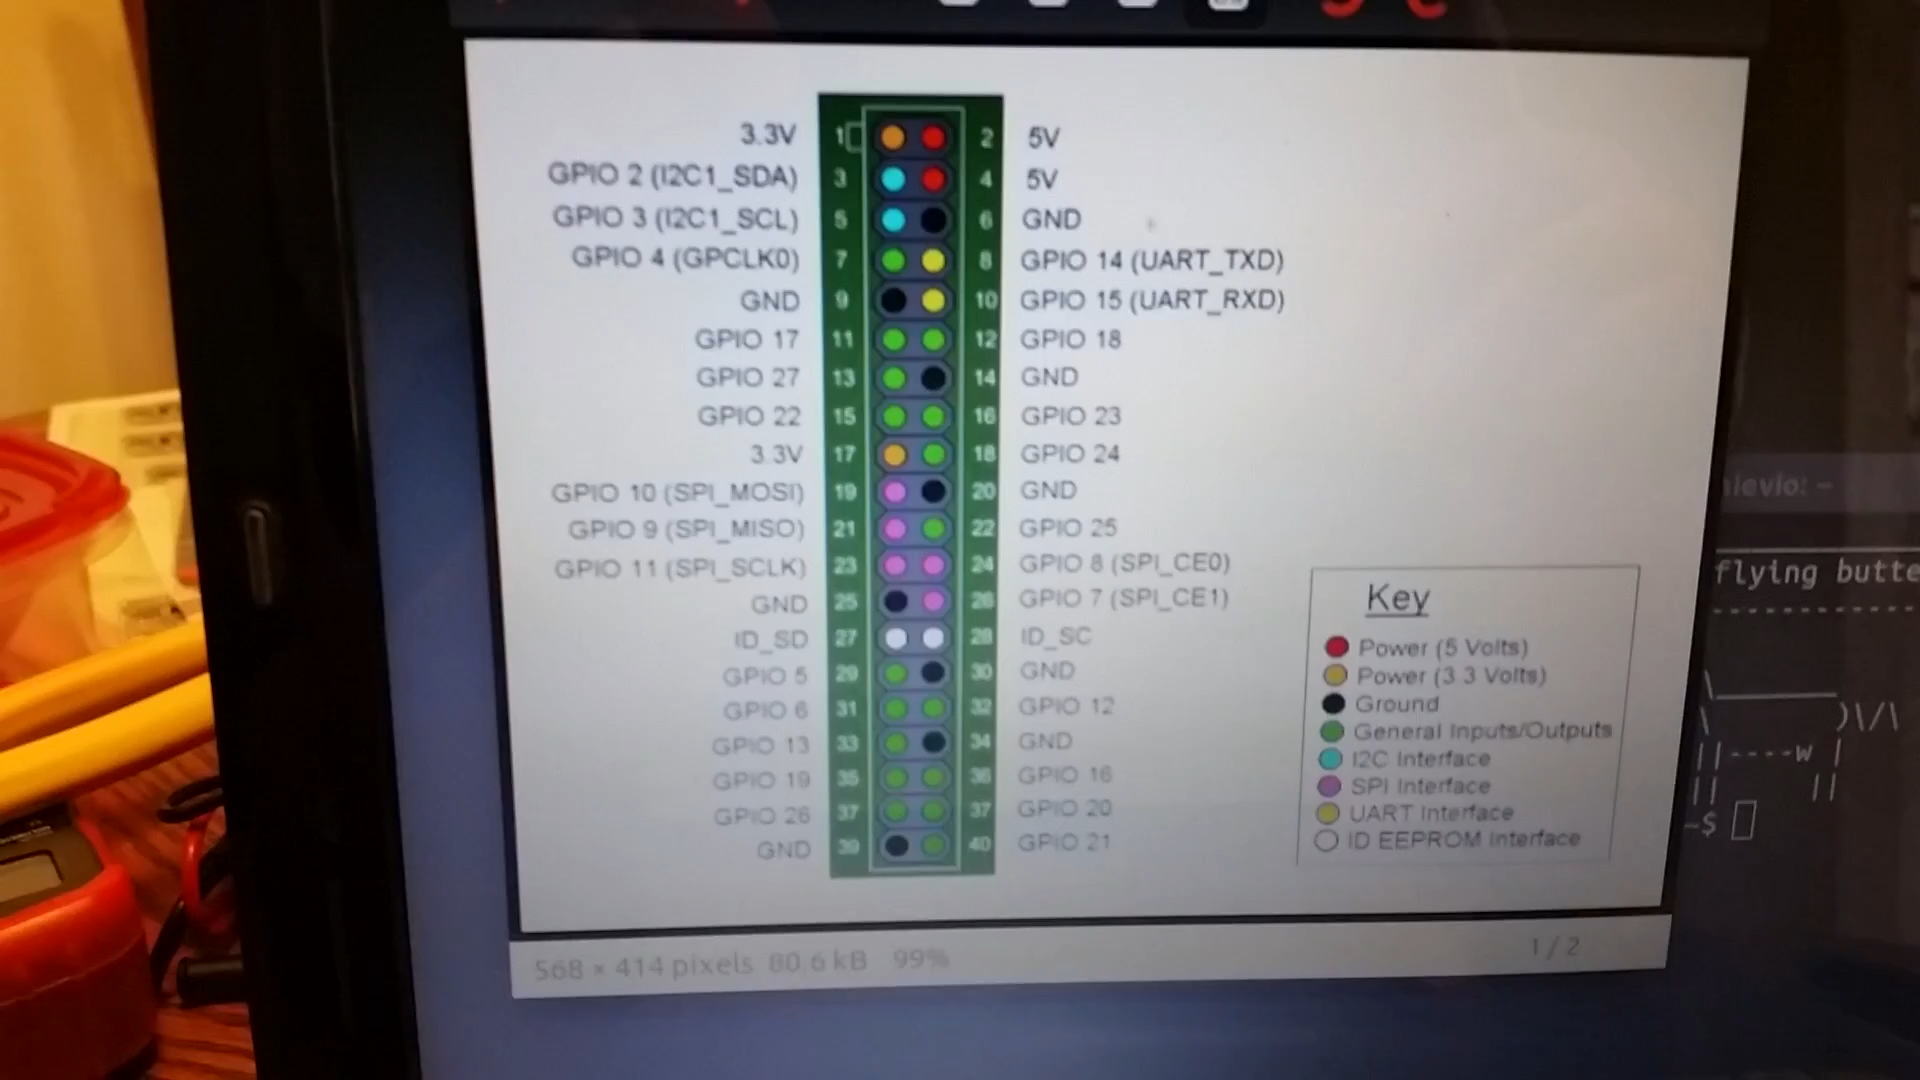 3.3V 1 2 5V
GPIO 2 (I2C1_SDA) 3 4 5V
GPIO 3 (I2C1_SCL) 5 6 GND
GPIO 4 (GPCLK0) 7 8 GPIO 14 (UART_TXD)
GND 9 10 GPIO 15 (UART_RXD)
GPIO 17 11 12 GPIO 18
GPIO 27 13 14 GND
GPIO 22 15 16 GPIO 23
3.3V 17 18 GPIO 24
GPIO 10 (SPI_MOSI) 19 20 GND
GPIO 9 (SPI_MISO) 21 22 GPIO 25
GPIO 11 (SPI_SCLK) 23 24 GPIO 8 (SPI_CE0)
GND 25 26 GPIO 7 (SPI_CE1)
ID_SD 27 28 ID_SC
GPIO 5 29 30 GND
GPIO 6 31 32 GPIO 12
GPIO 13 33 34 GND
GPIO 19 35 36 GPIO 16
GPIO 26 37 37 GPIO 20
GND 39 40 GPIO 21
Key
Power (5 Volts)
Power (3.3 Volts)
Ground
General Inputs/Outputs
I2C Interface
SPI Interface
UART Interface
ID EEPROM Interface
568 × 414 pixels 80.6 kB 99%
1 / 2
flying butte
\________ )\/\
||----w |
|| ||
~$